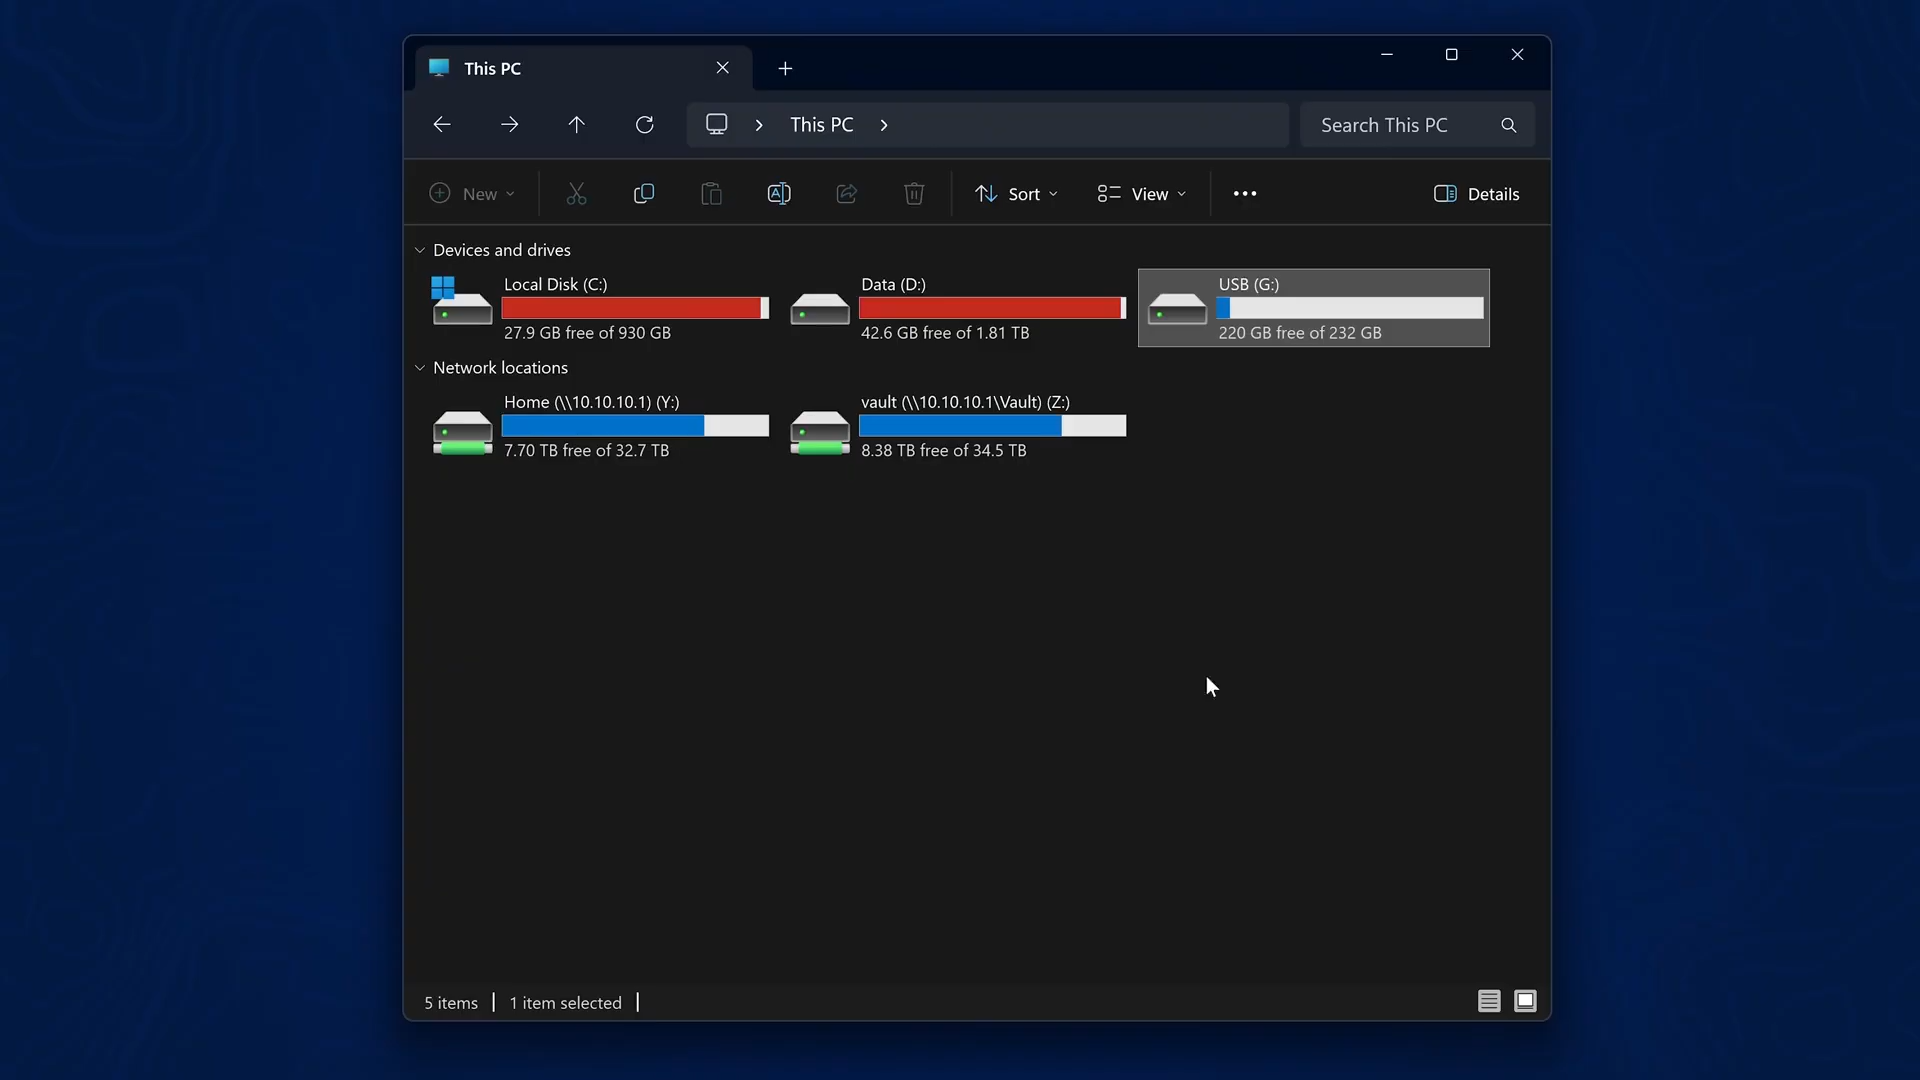 This PC
This PC
Search This PC
New
Sort
View
Details
Devices and drives
Local Disk (C:)
27.9 GB free of 930 GB
Data (D:)
42.6 GB free of 1.81 TB
USB (G:)
220 GB free of 232 GB
Network locations
Home (\\10.10.10.1) (Y:)
7.70 TB free of 32.7 TB
vault (\\10.10.10.1\Vault) (Z:)
8.38 TB free of 34.5 TB
5 items
1 item selected